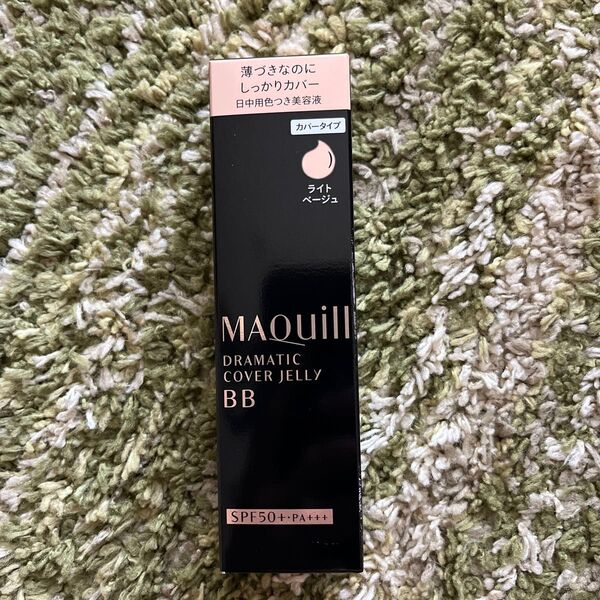 薄づきなのに
しっかりカバー
日中用色つき美容液
カバータイプ
ライト
ベージュ
MAQuill
DRAMATIC
COVER JELLY
BB
SPF50+・PA+++